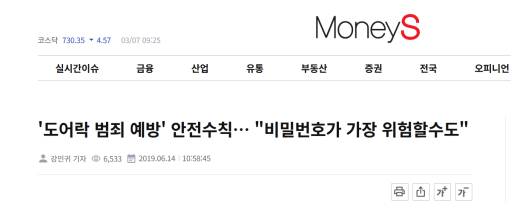 MoneyS
코스닥 730.35 ▼ 4.57 03/07 09:25
실시간이슈 금융 산업 유통 부동산 증권 전국 오피니언
'도어락 범죄 예방' 안전수칙… "비밀번호가 가장 위험할수도"
강인귀 기자 6,533 2019.06.14 10:58:45
가+ 가-